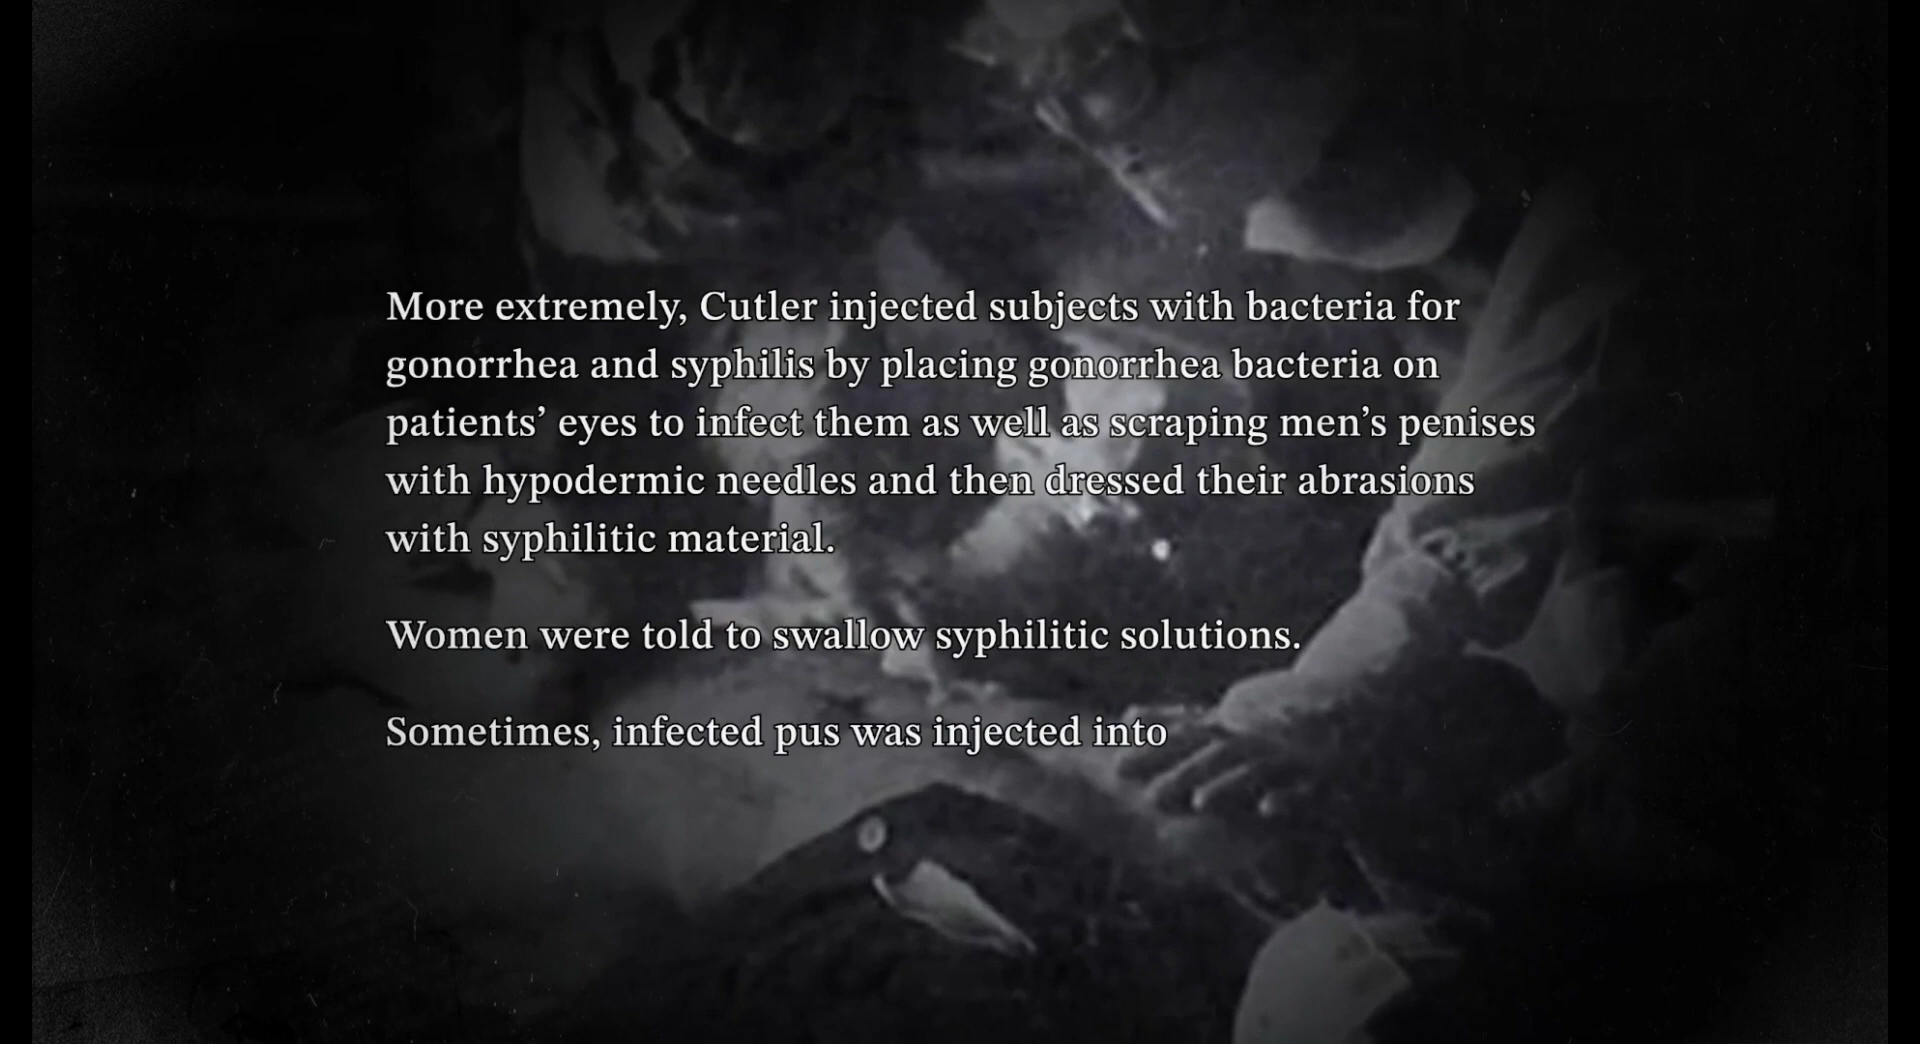 More extremely, Cutler injected subjects with bacteria for
gonorrhea and syphilis by placing gonorrhea bacteria on
patients’ eyes to infect them as well as scraping men’s penises
with hypodermic needles and then dressed their abrasions
with syphilitic material.
Women were told to swallow syphilitic solutions.
Sometimes, infected pus was injected into